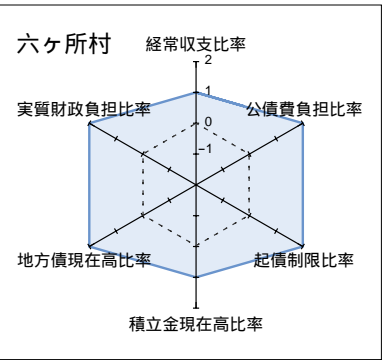 六ヶ所村
経常収支比率
2
1
実質財政負担比率
公債費負担比率
0
−1
地方債現在高比率
起債制限比率
積立金現在高比率